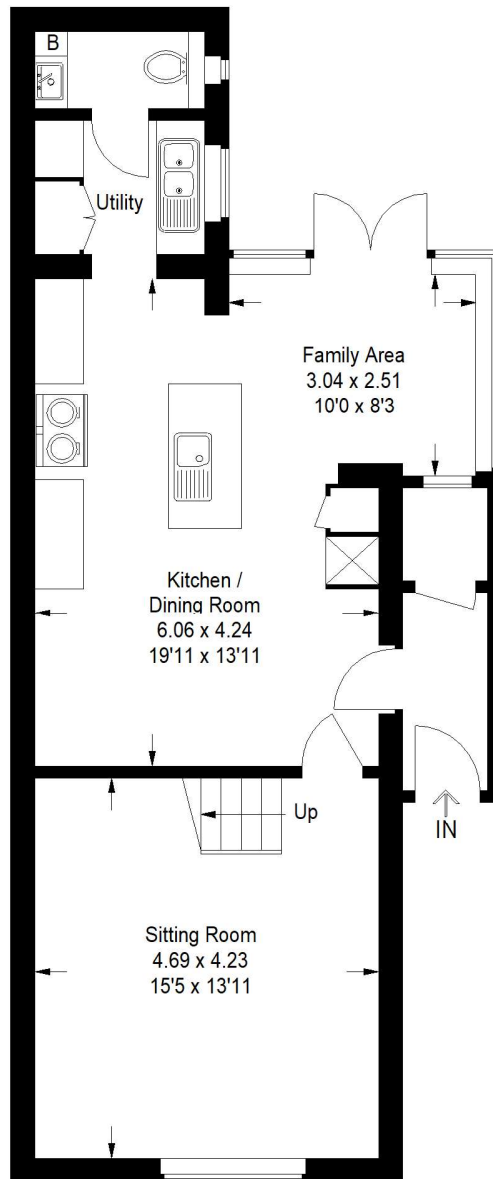 B
Utility
Family Area
3.04 x 2.51
10'0 x 8'3
Kitchen /
Dining Room
6.06 x 4.24
19'11 x 13'11
Up
IN
Sitting Room
4.69 x 4.23
15'5 x 13'11